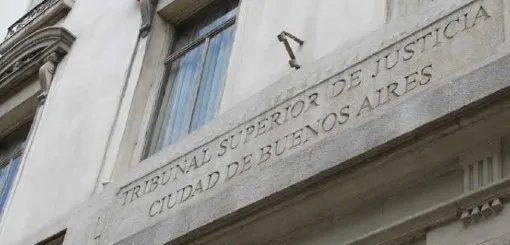 TRIBUNAL SUPERIOR DE JUSTICIA
CIUDAD DE BUENOS AIRES